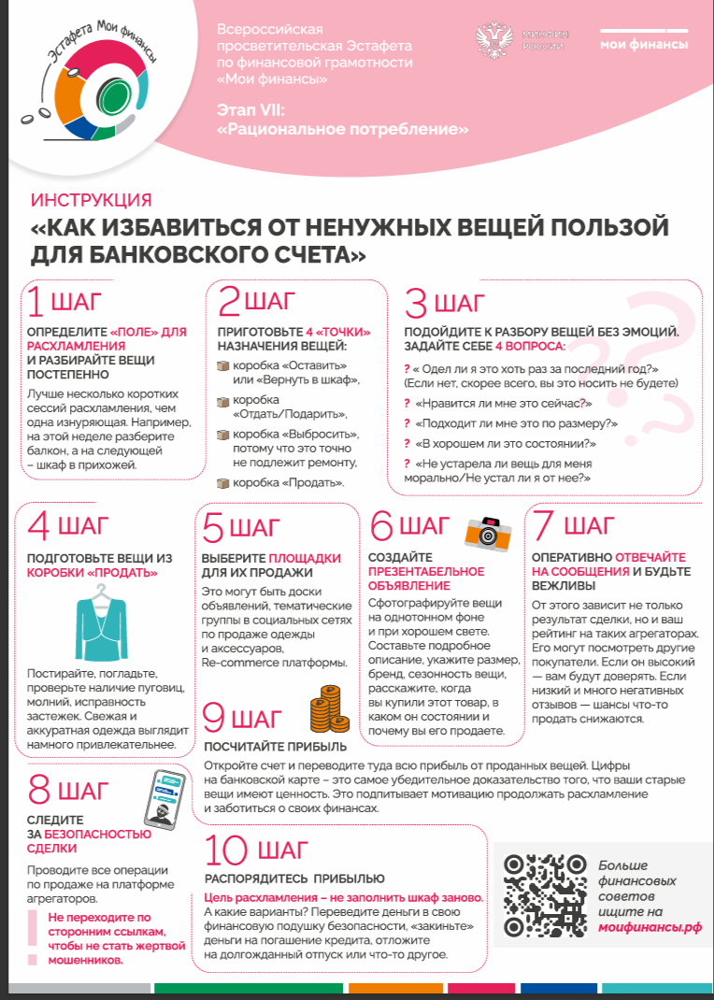 Эстафета Мои финансы
Всероссийская
просветительская Эстафета
по финансовой грамотности
«Мои финансы»
МИНФИН
РОССИИ
мои финансы
Этап VII:
«Рациональное потребление»
ИНСТРУКЦИЯ
«КАК ИЗБАВИТЬСЯ ОТ НЕНУЖНЫХ ВЕЩЕЙ ПОЛЬЗОЙ
ДЛЯ БАНКОВСКОГО СЧЕТА»
1 ШАГ
ОПРЕДЕЛИТЕ «ПОЛЕ» ДЛЯ
РАСХЛАМЛЕНИЯ
И РАЗБИРАЙТЕ ВЕЩИ
ПОСТЕПЕННО
Лучше несколько коротких
сессий расхламления, чем
одна изнуряющая. Например,
на этой неделе разберите
балкон, а на следующей
– шкаф в прихожей.
2 ШАГ
ПРИГОТОВЬТЕ 4 «ТОЧКИ»
НАЗНАЧЕНИЯ ВЕЩЕЙ:
коробка «Оставить»
или «Вернуть в шкаф»,
коробка
«Отдать/Подарить»,
коробка «Выбросить»,
потому что это точно
не подлежит ремонту,
коробка «Продать».
3 ШАГ
ПОДОЙДИТЕ К РАЗБОРУ ВЕЩЕЙ БЕЗ ЭМОЦИЙ.
ЗАДАЙТЕ СЕБЕ 4 ВОПРОСА:
? « Одел ли я это хоть раз за последний год?»
(Если нет, скорее всего, вы это носить не будете)
? «Нравится ли мне это сейчас?»
? «Подходит ли мне это по размеру?»
? «В хорошем ли это состоянии?»
? «Не устарела ли вещь для меня
морально/Не устал ли я от нее?»
4 ШАГ
ПОДГОТОВЬТЕ ВЕЩИ ИЗ
КОРОБКИ «ПРОДАТЬ»
Постирайте, погладьте,
проверьте наличие пуговиц,
молний, исправность
застежек. Свежая и
аккуратная одежда выглядит
намного привлекательнее.
5 ШАГ
ВЫБЕРИТЕ ПЛОЩАДКИ
ДЛЯ ИХ ПРОДАЖИ
Это могут быть доски
объявлений, тематические
группы в социальных сетях
по продаже одежды
и аксессуаров,
Re-commerce платформы.
6 ШАГ
СОЗДАЙТЕ
ПРЕЗЕНТАБЕЛЬНОЕ
ОБЪЯВЛЕНИЕ
Сфотографируйте вещи
на однотонном фоне
и при хорошем свете.
Составьте подробное
описание, укажите размер,
бренд, сезонность вещи,
расскажите, когда
вы купили этот товар, в
каком он состоянии и
почему вы его продаете.
7 ШАГ
ОПЕРАТИВНО ОТВЕЧАЙТЕ
НА СООБЩЕНИЯ И БУДЬТЕ
ВЕЖЛИВЫ
От этого зависит не только
результат сделки, но и ваш
рейтинг на таких агрегаторах.
Его могут посмотреть другие
покупатели. Если он высокий
— вам будут доверять. Если
низкий и много негативных
отзывов — шансы что-то
продать снижаются.
8 ШАГ
СЛЕДИТЕ
ЗА БЕЗОПАСНОСТЬЮ
СДЕЛКИ
Проводите все операции
по продаже на платформе
агрегаторов.
! Не переходите по
сторонним ссылкам,
чтобы не стать жертвой
мошенников.
9 ШАГ
ПОСЧИТАЙТЕ ПРИБЫЛЬ
Откройте счет и переводите туда всю прибыль от проданных вещей. Цифры
на банковской карте – это самое убедительное доказательство того, что ваши старые
вещи имеют ценность. Это подпитывает мотивацию продолжать расхламление
и заботиться о своих финансах.
10 ШАГ
РАСПОРЯДИТЕСЬ ПРИБЫЛЬЮ
Цель расхламления – не заполнить шкаф заново.
А какие варианты? Переведите деньги в свою
финансовую подушку безопасности, «закиньте»
деньги на погашение кредита, отложите
на долгожданный отпуск или что-то другое.
Больше
финансовых
советов
ищите на
моифинансы.рф